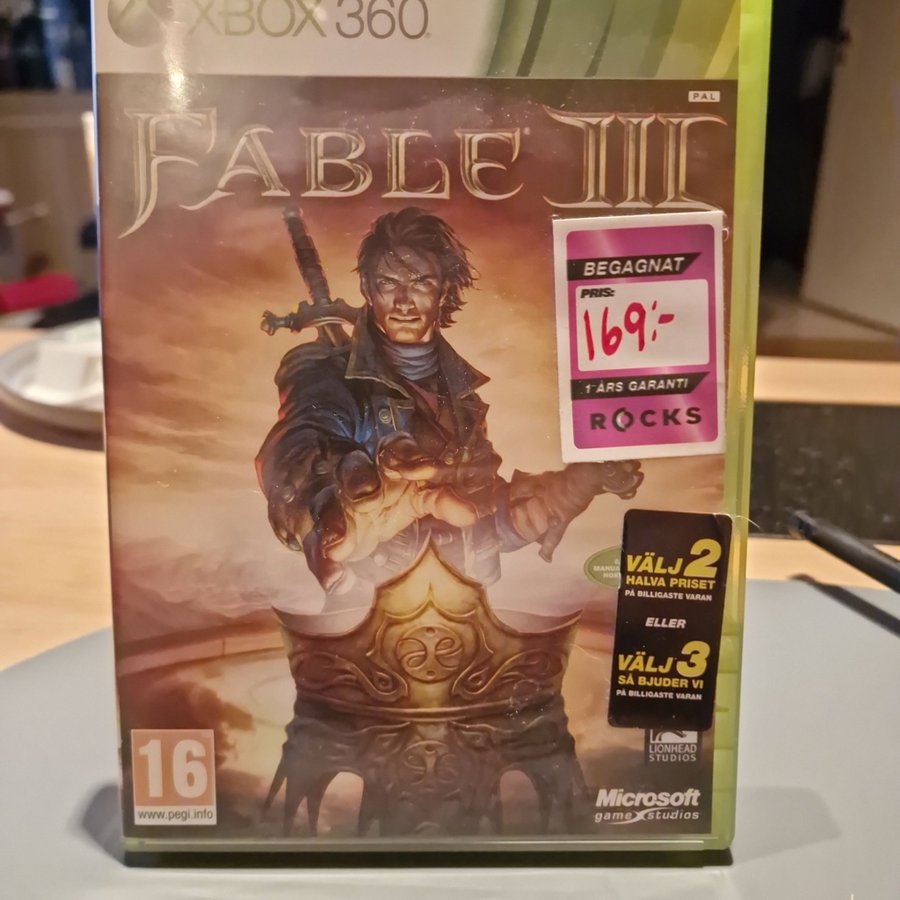 XBOX 360
PAL
FABLE III
BEGAGNAT
PRIS:
169:-
1 ÅRS GARANTI
ROCKS
VÄLJ 2
HALVA PRISET
PÅ BILLIGASTE VARAN
ELLER
VÄLJ 3
SÅ BJUDER VI
PÅ BILLIGASTE VARAN
16
www.pegi.info
LIONHEAD
STUDIOS
Microsoft
game studios